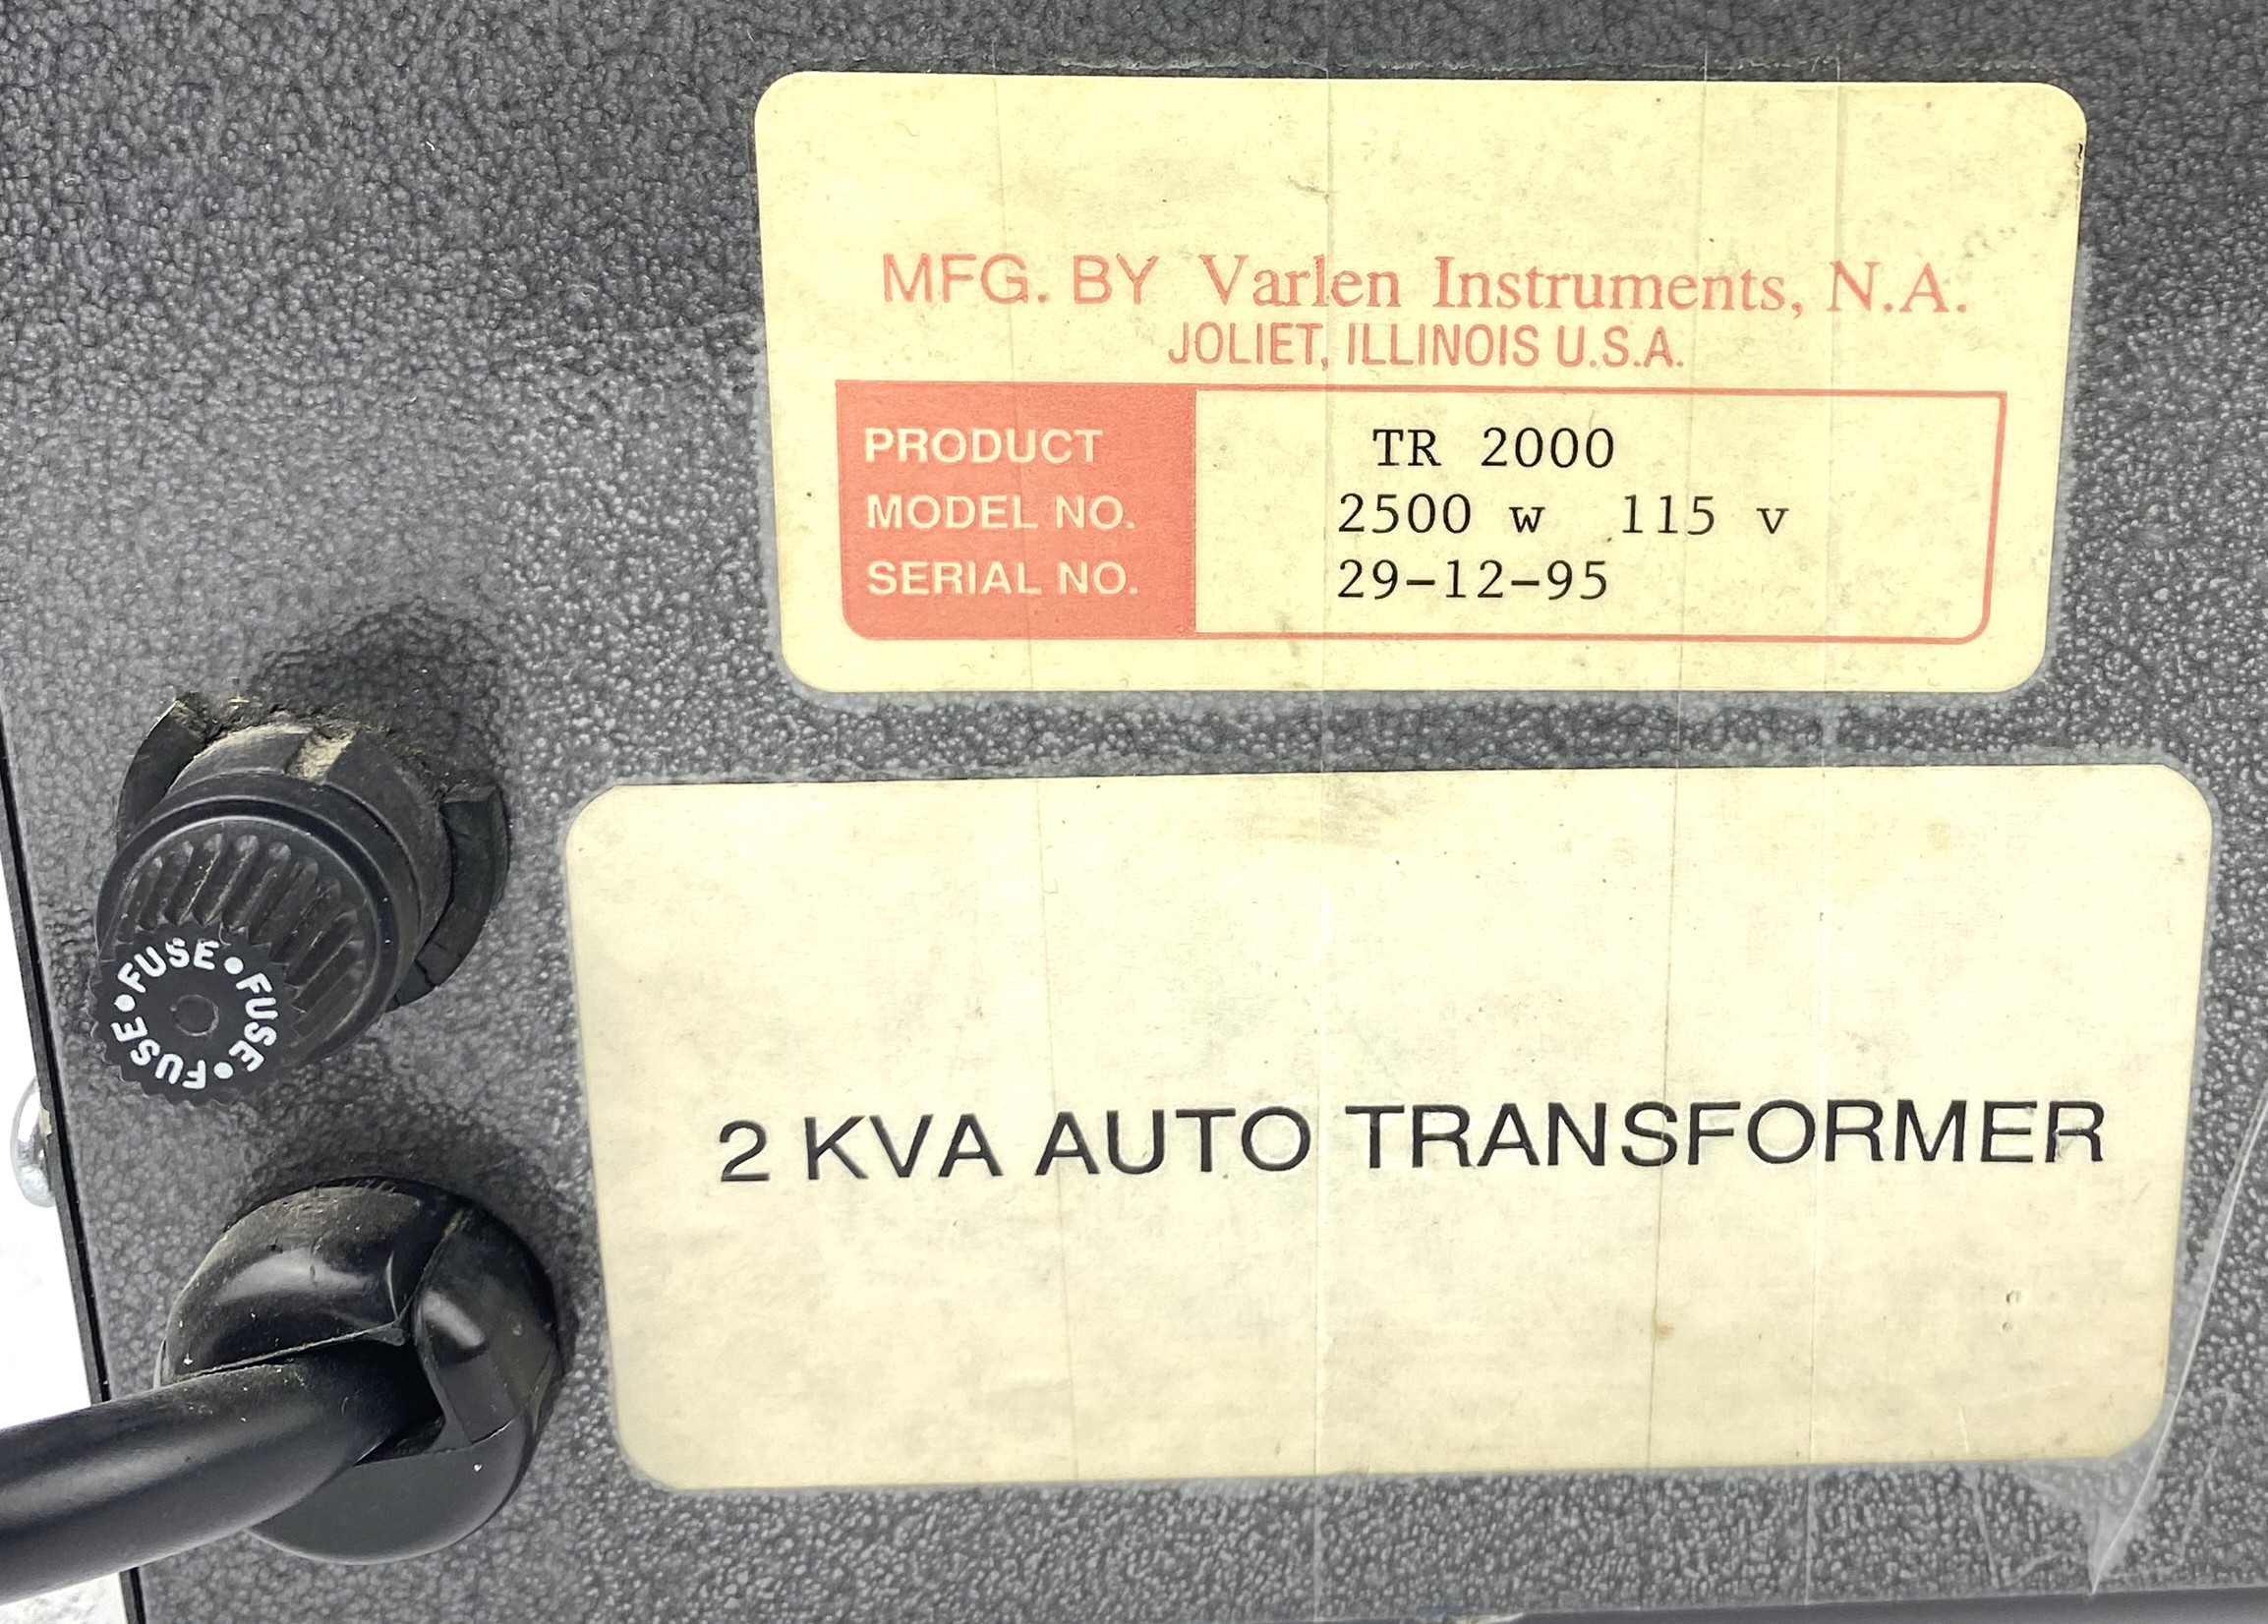 MFG. BY Varlen Instruments, N.A.
JOLIET, ILLINOIS U.S.A.
PRODUCT TR 2000
MODEL NO. 2500 w 115 v
SERIAL NO. 29-12-95
FUSE • FUSE • FUSE •
2 KVA AUTO TRANSFORMER